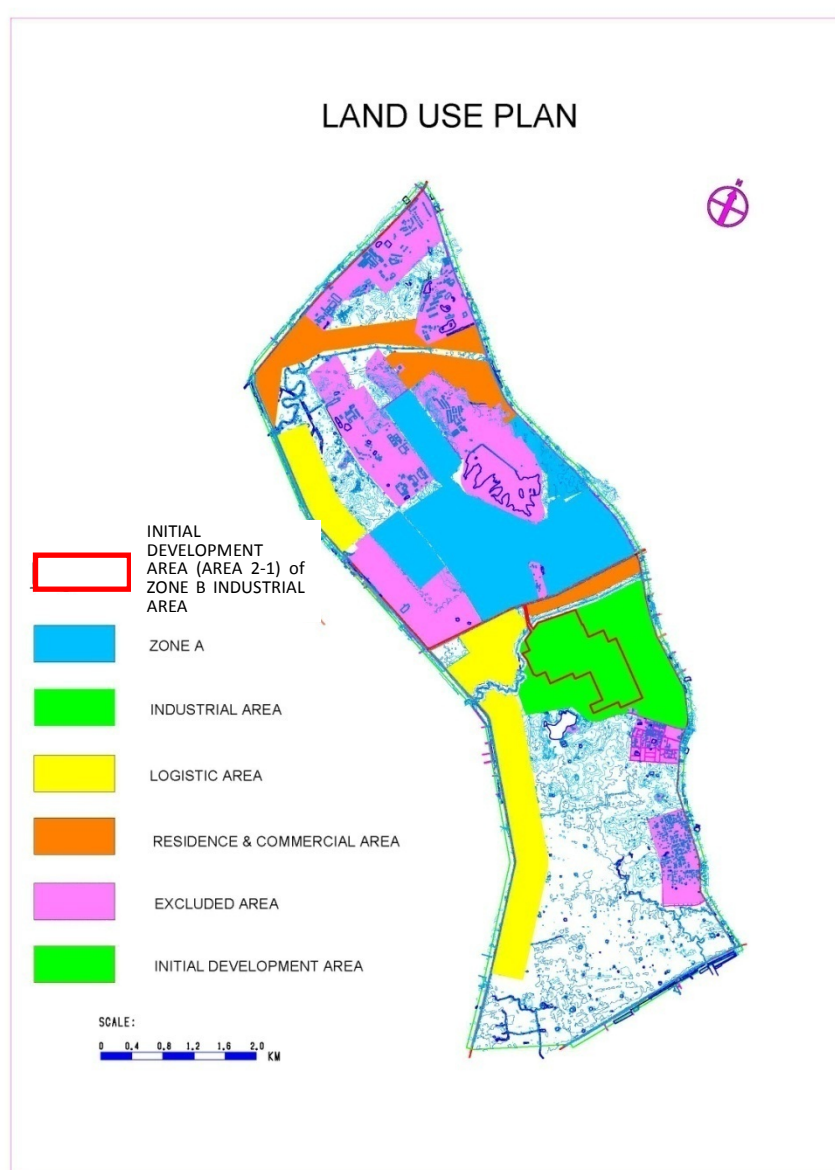 LAND USE PLAN
N
INITIAL
DEVELOPMENT
AREA (AREA 2-1) of
ZONE B INDUSTRIAL
AREA
ZONE A
INDUSTRIAL AREA
LOGISTIC AREA
RESIDENCE & COMMERCIAL AREA
EXCLUDED AREA
INITIAL DEVELOPMENT AREA
SCALE:
0 0.4 0.8 1.2 1.6 2.0
KM